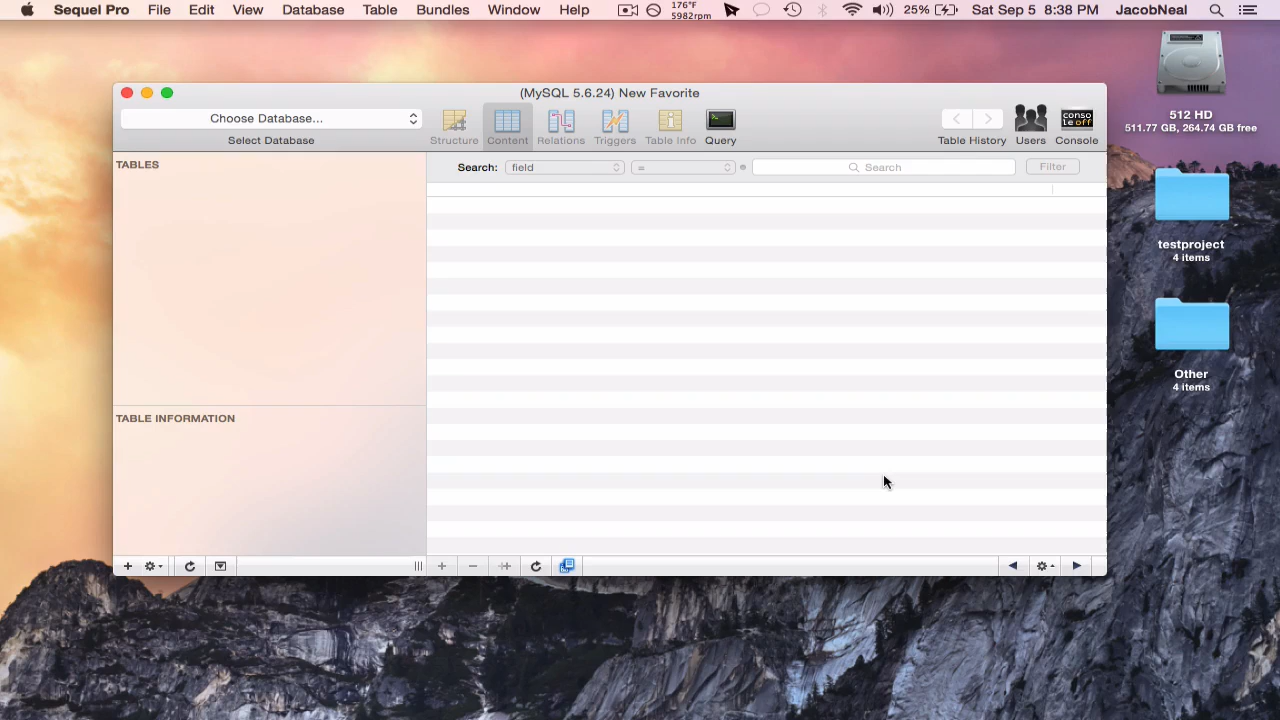 Sequel Pro File Edit View Database Table Bundles Window Help 176°F 5982rpm 25% Sat Sep 5 8:38 PM JacobNeal
(MySQL 5.6.24) New Favorite
Choose Database...
Select Database
Structure Content Relations Triggers Table Info Query
Table History Users Console
conso
le off
TABLES
Search: field = Search Filter
TABLE INFORMATION
512 HD
511.77 GB, 264.74 GB free
testproject
4 items
Other
4 items